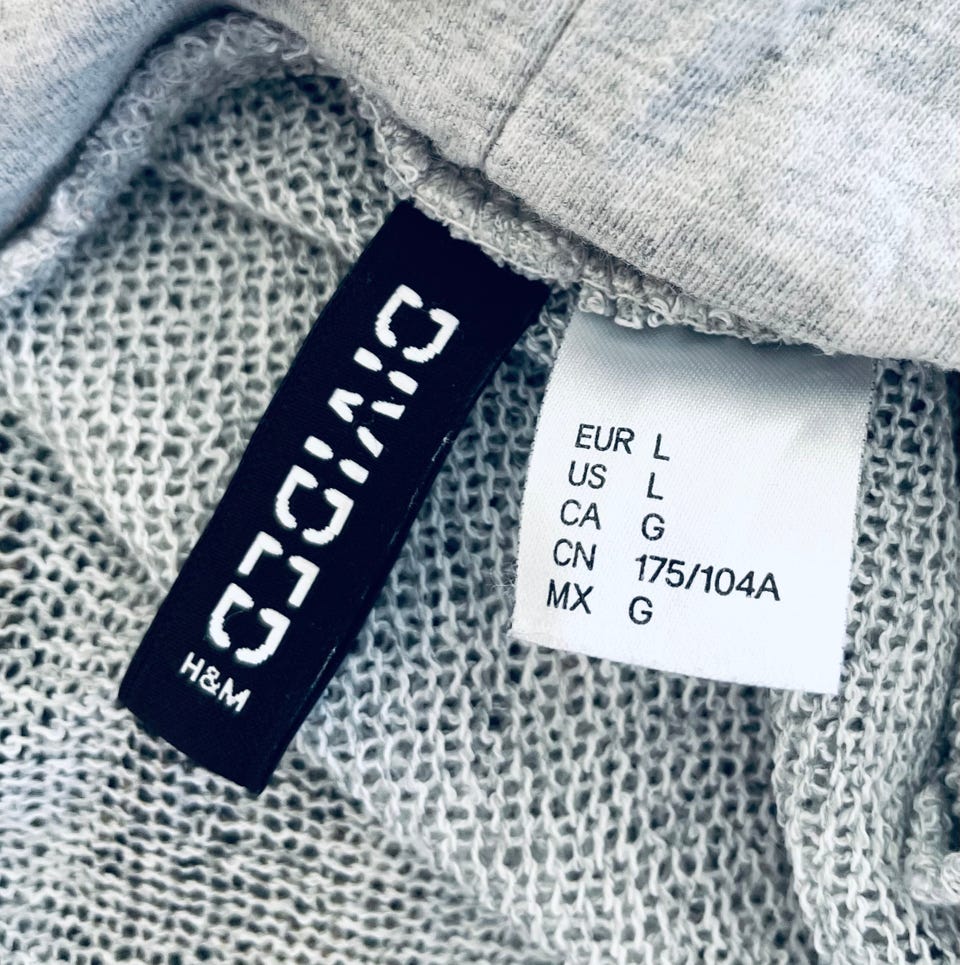 DIVIDED
H&M
EUR L
US L
CA G
CN 175/104A
MX G